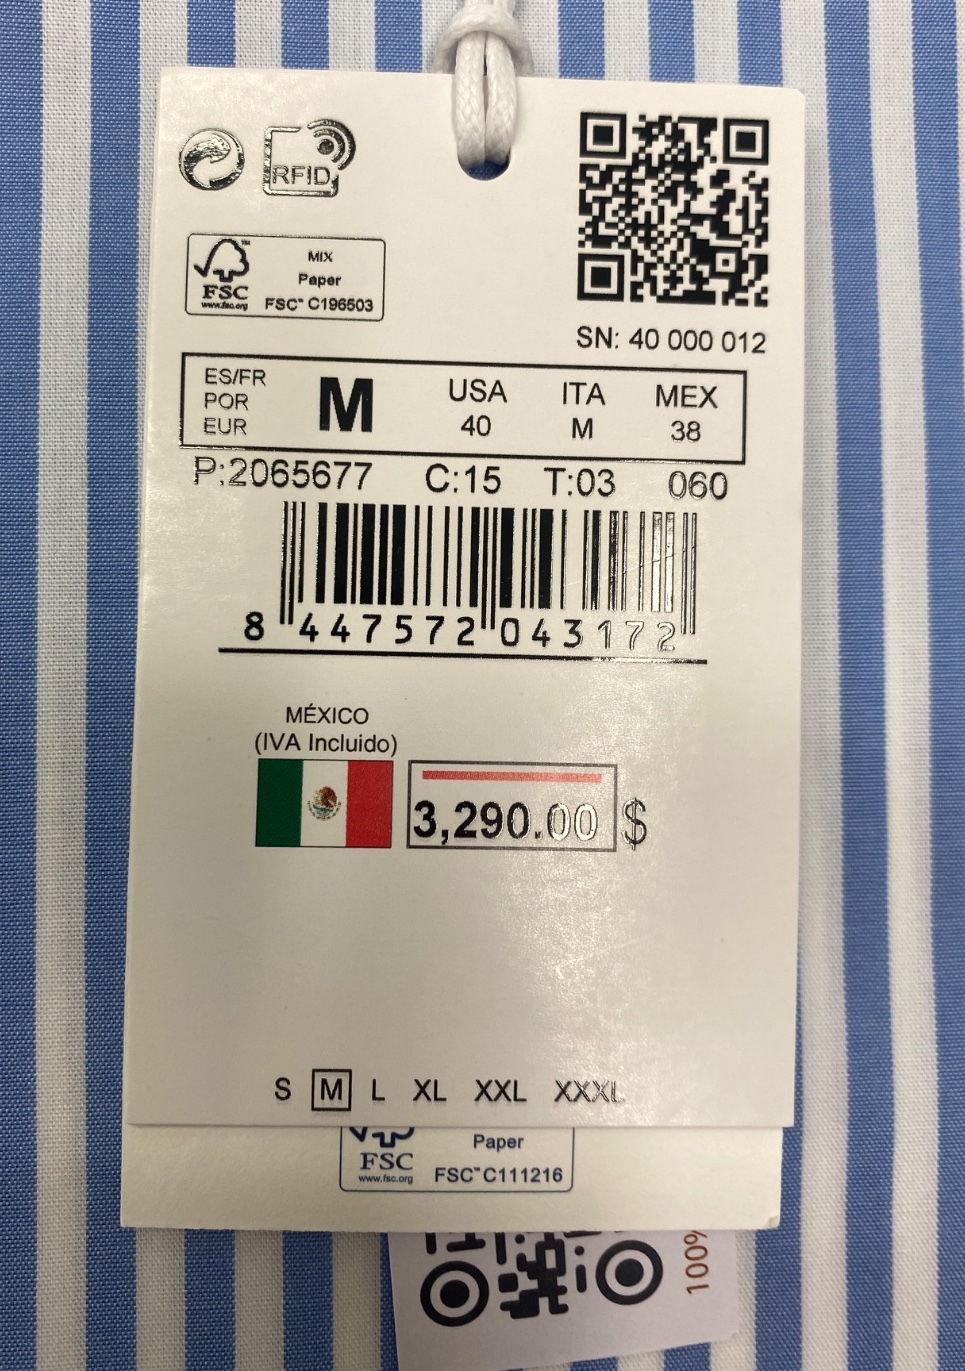 RFID
FSC™
www.fsc.org
MIX
Paper
FSC™ C196503
SN: 40 000 012
ES/FR
POR
EUR
M
USA
40
ITA
M
MEX
38
P:2065677 C:15 T:03 060
8 447572 043172
MÉXICO
(IVA Incluido)
3,290.00 $
S M L XL XXL XXXL
FSC
www.fsc.org
Paper
FSC™ C111216
100%